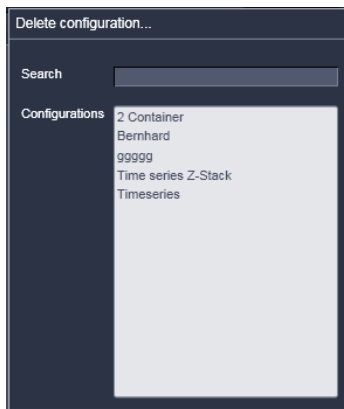 Delete configuration...
Search
Configurations
2 Container
Bernhard
ggggg
Time series Z-Stack
Timeseries